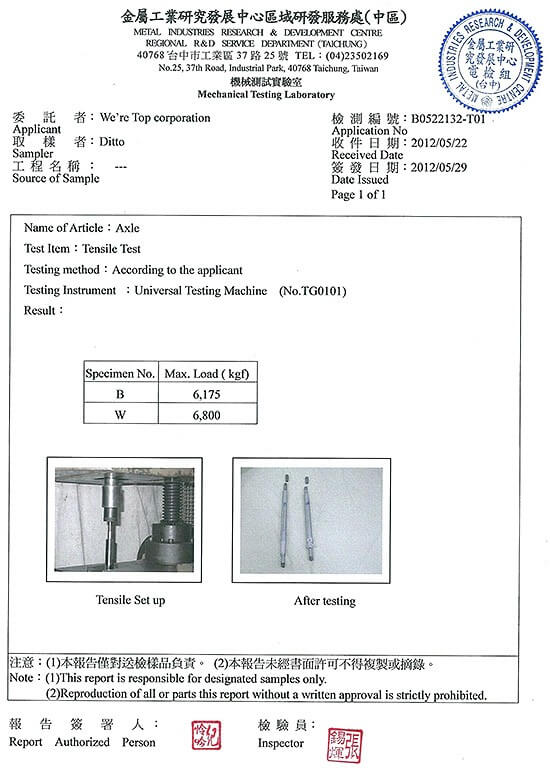 金屬工業研究發展中心區域研發服務處(中區)
METAL INDUSTRIES RESEARCH & DEVELOPMENT CENTRE
REGIONAL R&D SERVICE DEPARTMENT (TAICHUNG)
40768 台中市工業區 37 路 25 號 TEL：(04)23502169
No.25, 37th Road, Industrial Park, 40768 Taichung, Taiwan
機械測試實驗室
Mechanical Testing Laboratory
METAL INDUSTRIES RESEARCH & DEVELOPMENT CENTRE
金屬工業研
究發展中心
電檢組
(台中)
委託者：We're Top corporation
Applicant
取樣者：Ditto
Sampler
工程名稱： ---
Source of Sample
檢測編號：B0522132-T01
Application No
收件日期：2012/05/22
Received Date
簽發日期：2012/05/29
Date Issued
Page 1 of 1
Name of Article：Axle
Test Item：Tensile Test
Testing method：According to the applicant
Testing Instrument ：Universal Testing Machine (No.TG0101)
Result：
Specimen No. Max. Load ( kgf)
B 6,175
W 6,800
Tensile Set up
After testing
注意：(1)本報告僅對送檢樣品負責。 (2)本報告未經書面許可不得複製或摘錄。
Note：(1)This report is responsible for designated samples only.
(2)Reproduction of all or parts this report without a written approval is strictly prohibited.
報告簽署人：
Report Authorized Person
檢驗員：
Inspector
張錫輝